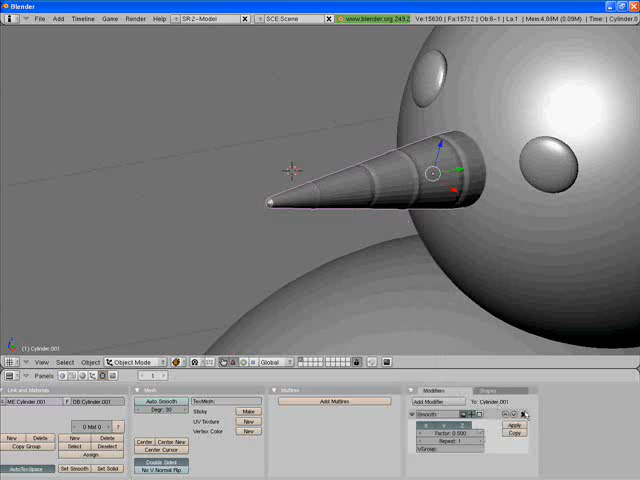 Blender
File Add Timeline Game Render Help SR:2-Model SCE:Scene www.blender.org 249.2 Ve:15630 | Fa:15712 | Ob:6-1 | La:1 | Mem:4.68M (0.09M) | Time: | Cylinder.0
(1) Cylinder.001
View Select Object Object Mode Global
Panels 1
Link and Materials Mesh Multires Modifiers Shapes
ME:Cylinder.001 F OB:Cylinder.001 Auto Smooth TexMesh: Add Multires Add Modifier To: Cylinder.001
Degr: 30 Sticky Make Smooth
0 Mat 0 ? UV Texture New X Y Z Apply
New Delete New Delete Vertex Color New Factor: 0.500 Copy
Copy Group Select Deselect Center Center New Repeat: 1
Assign Center Cursor VGroup:
AutoTexSpace Set Smooth Set Solid Double Sided
No V.Normal Flip